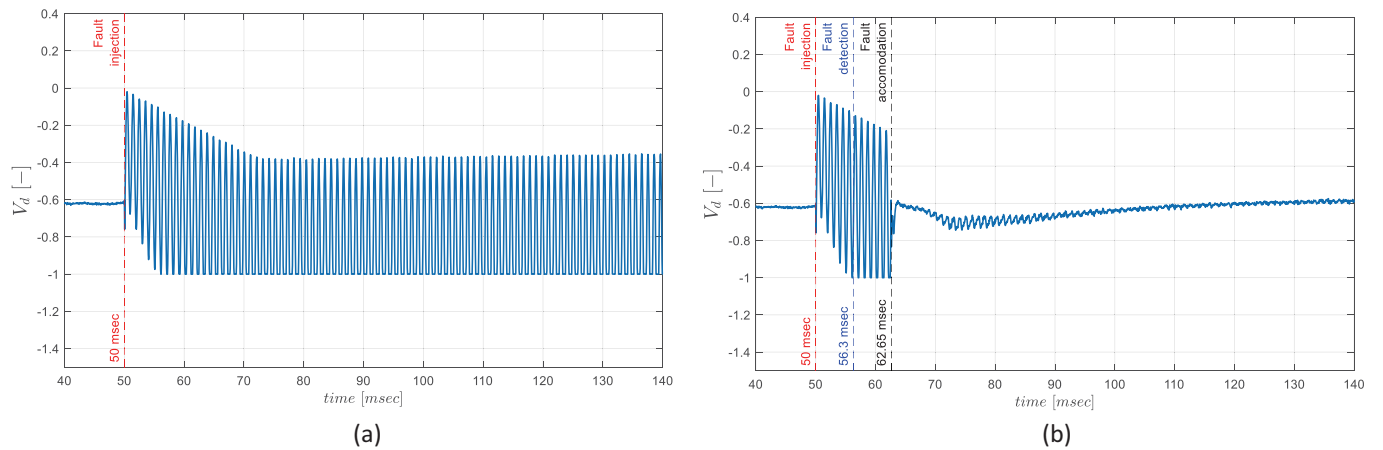 0.4
0.2
0
-0.2
-0.4
-0.6
-0.8
-1
-1.2
-1.4
V_d [−]
Fault
injection
50 msec
40 50 60 70 80 90 100 110 120 130 140
time [msec]
(a)
0.4
0.2
0
-0.2
-0.4
-0.6
-0.8
-1
-1.2
-1.4
V_d [−]
Fault
injection
Fault
detection
Fault
accomodation
50 msec
56.3 msec
62.65 msec
40 50 60 70 80 90 100 110 120 130 140
time [msec]
(b)